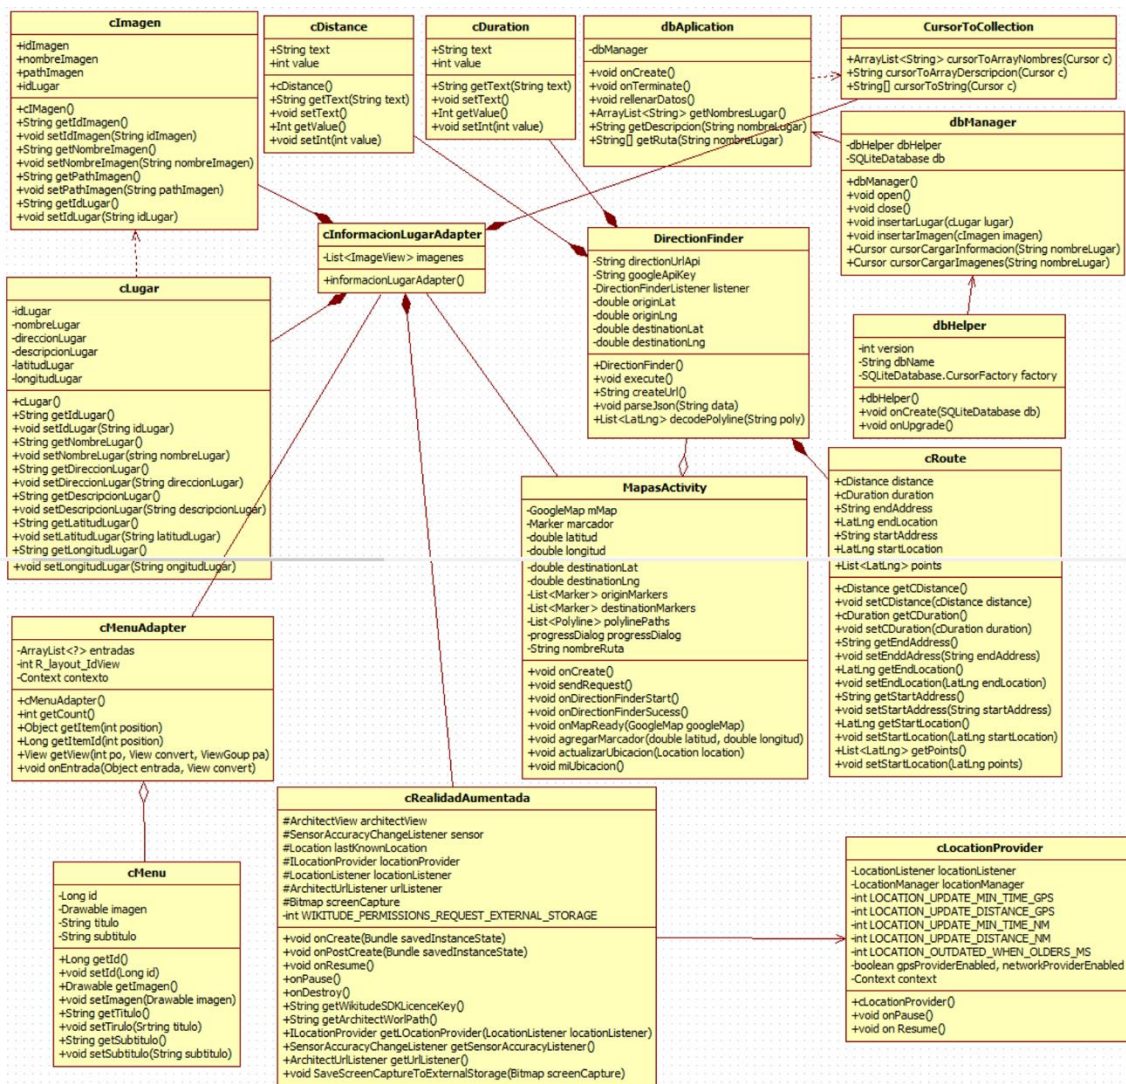 cImagen
+idImagen
+nombreImagen
+pathImagen
+idLugar
+cIMagen()
+String getIdImagen()
+void setIdImagen(String idImagen)
+String getNombreImagen()
+void setNombreImagen(String nombreImagen)
+String getPathImagen()
+void setPathImagen(String pathImagen)
+String getIdLugar()
+void setIdLugar(String idLugar)
cDistance
+String text
+int value
+cDistance()
+String getText(String text)
+void setText()
+Int getValue()
+void setInt(int value)
cDuration
+String text
+int value
+String getText(String text)
+void setText()
+Int getValue()
+void setInt(int value)
dbAplication
-dbManager
+void onCreate()
+void onTerminate()
+void rellenarDatos()
+ArrayList<String> getNombresLugar()
+String getDescripcion(String nombreLugar)
+String[] getRuta(String nombreLugar)
CursorToCollection
+ArrayList<String> cursorToArrayNombres(Cursor c)
+String cursorToArrayDerscripcion(Cursor c)
+String[] cursorToString(Cursor c)
dbManager
-dbHelper dbHelper
-SQLiteDatabase db
+dbManager()
+void open()
+void close()
+void insertarLugar(cLugar lugar)
+void insertarImagen(cImagen imagen)
+Cursor cursorCargarInformacion(String nombreLugar)
+Cursor cursorCargarImagenes(String nombreLugar)
cInformacionLugarAdapter
-List<ImageView> imagenes
+informacionLugarAdapter()
DirectionFinder
-String directionUrlApi
-String googleApiKey
-DirectionFinderListener listener
-double originLat
-double originLng
-double destinationLat
-double destinationLng
+DirectionFinder()
+void execute()
+String createUrl()
+void parseJson(String data)
+List<LatLng> decodePolyline(String poly)
cLugar
-idLugar
-nombreLugar
-direccionLugar
-descripcionLugar
-latitudLugar
-longitudLugar
+cLugar()
+String getIdLugar()
+void setIdLugar(String idLugar)
+String getNombreLugar()
+void setNombreLugar(string nombreLugar)
+String getDireccionLugar()
+void setDireccionLugar(String direccionLugar)
+String getDescripcionLugar()
+void setDescripcionLugar(String descripcionLugar)
+String getLatitudLugar()
+void setLatitudLugar(String latitudLugar)
+String getLongitudLugar()
+void setLongitudLugar(String ongitudLugar)
dbHelper
-int version
-String dbName
-SQLiteDatabase.CursorFactory factory
+dbHelper()
+void onCreate(SQLiteDatabase db)
+void onUpgrade()
MapasActivity
-GoogleMap mMap
-Marker marcador
-double latitud
-double longitud
-double destinationLat
-double destinationLng
-List<Marker> originMarkers
-List<Marker> destinationMarkers
-List<Polyline> polylinePaths
-progressDialog progressDialog
-String nombreRuta
+void onCreate()
+void sendRequest()
+void onDirectionFinderStart()
+void onDirectionFinderSucess()
+void onMapReady(GoogleMap googleMap)
+void agregarMarcador(double latitud, double longitud)
+void actualizarUbicacion(Location location)
+void miUbicacion()
cRoute
+cDistance distance
+cDuration duration
+String endAddress
+LatLng endLocation
+String startAddress
+LatLng startLocation
+List<LatLng> points
+cDistance getCDistance()
+void setCDistance(cDistance distance)
+cDuration getCDuration()
+void setCDuration(cDuration duration)
+String getEndAddress()
+void setEnddAdress(String endAddress)
+LatLng getEndLocation()
+void setEndLocation(LatLng endLocation)
+String getStartAddress()
+void setStartAddress(String startAddress)
+LatLng getStartLocation()
+void setStartLocation(LatLng startLocation)
+List<LatLng> getPoints()
+void setStartLocation(LatLng points)
cMenuAdapter
-ArrayList<?> entradas
-int R_layout_IdView
-Context contexto
+cMenuAdapter()
+int getCount()
+Object getItem(int position)
+Long getItemId(int position)
+View getView(int po, View convert, ViewGoup pa)
+void onEntrada(Object entrada, View convert)
cMenu
-Long id
-Drawable imagen
-String titulo
-String subtitulo
+Long getId()
+void setId(Long id)
+Drawable getImagen()
+void setImagen(Drawable imagen)
+String getTitulo()
+void setTirulo(Srtring titulo)
+String getSubtitulo()
+void setSubtitulo(String subtitulo)
cRealidadAumentada
#ArchitectView architectView
#SensorAccuracyChangeListener sensor
#Location lastKnownLocation
#ILocationProvider locationProvider
#LocationListener locationListener
#ArchitectUrlListener urlListener
#Bitmap screenCapture
-int WIKITUDE_PERMISSIONS_REQUEST_EXTERNAL_STORAGE
+void onCreate(Bundle savedInstanceState)
+void onPostCreate(Bundle savedInstanceState)
+void onResume()
+onPause()
+onDestroy()
+String getWikitudeSDKLicenceKey()
+String getArchitectWorlPath()
+ILocationProvider getLOcationProvider(LocationListener locationListener)
+SensorAccuracyChangeListener getSensorAccuracyListener()
+ArchitectUrlListener getUrlListener()
+void SaveScreenCaptureToExternalStorage(Bitmap screenCapture)
cLocationProvider
-LocationListener locationListener
-LocationManager locationManager
-int LOCATION_UPDATE_MIN_TIME_GPS
-int LOCATION_UPDATE_DISTANCE_GPS
-int LOCATION_UPDATE_MIN_TIME_NM
-int LOCATION_UPDATE_DISTANCE_NM
-int LOCATION_OUTDATED_WHEN_OLDERS_MS
-boolean gpsProviderEnabled, networkProviderEnabled
-Context context
+cLocationProvider()
+void onPause()
+void on Resume()